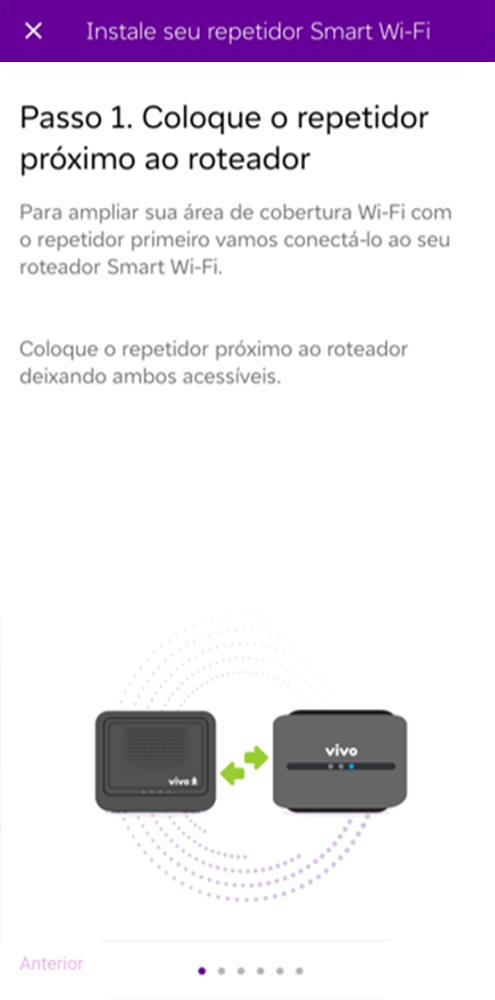 Instale seu repetidor Smart Wi-Fi
Passo 1. Coloque o repetidor
próximo ao roteador
Para ampliar sua área de cobertura Wi-Fi com
o repetidor primeiro vamos conectá-lo ao seu
roteador Smart Wi-Fi.
Coloque o repetidor próximo ao roteador
deixando ambos acessíveis.
vivo
vivo
Anterior